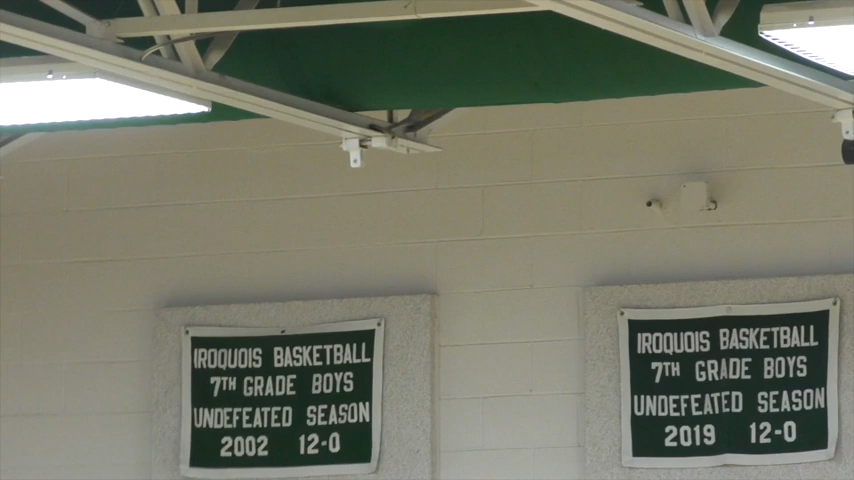 IROQUOIS BASKETBALL
7TH GRADE BOYS
UNDEFEATED SEASON
2002 12-0
IROQUOIS BASKETBALL
7TH GRADE BOYS
UNDEFEATED SEASON
2019 12-0